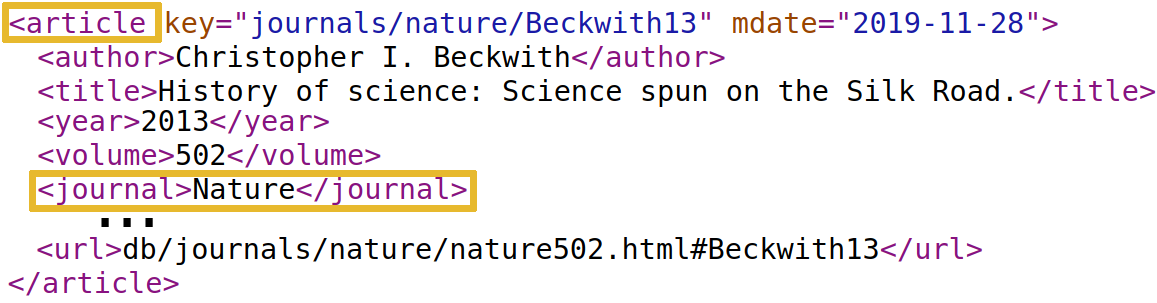 <article key="journals/nature/Beckwith13" mdate="2019-11-28">
<author>Christopher I. Beckwith</author>
<title>History of science: Science spun on the Silk Road.</title>
<year>2013</year>
<volume>502</volume>
<journal>Nature</journal>
...
<url>db/journals/nature/nature502.html#Beckwith13</url>
</article>